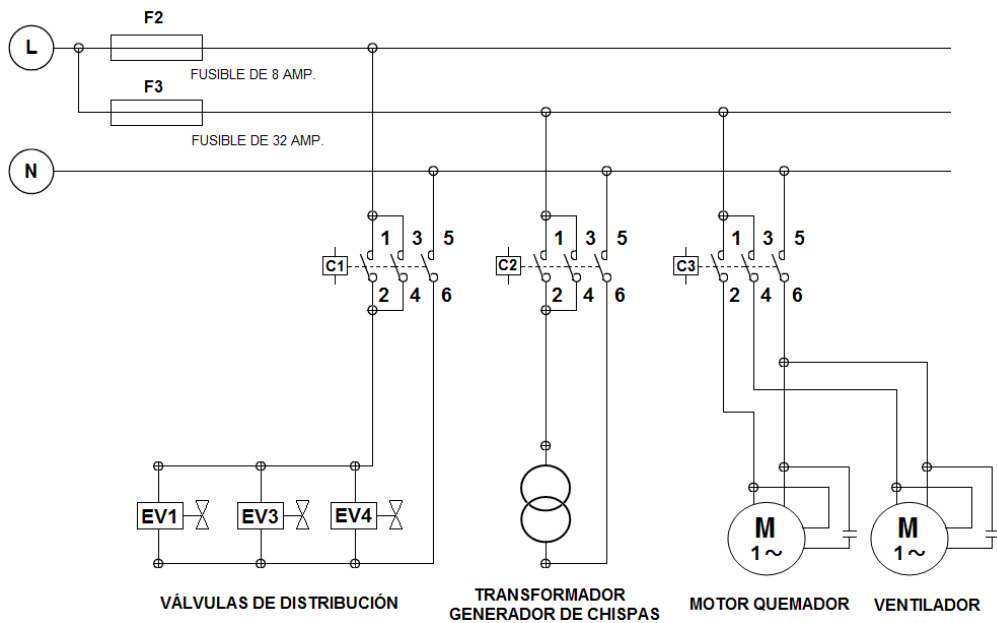 F2
L
FUSIBLE DE 8 AMP.
F3
FUSIBLE DE 32 AMP.
N
1 3 5
C1
2 4 6
1 3 5
C2
2 4 6
1 3 5
C3
2 4 6
EV1
EV3
EV4
M
1~
M
1~
VÁLVULAS DE DISTRIBUCIÓN
TRANSFORMADOR
GENERADOR DE CHISPAS
MOTOR QUEMADOR
VENTILADOR